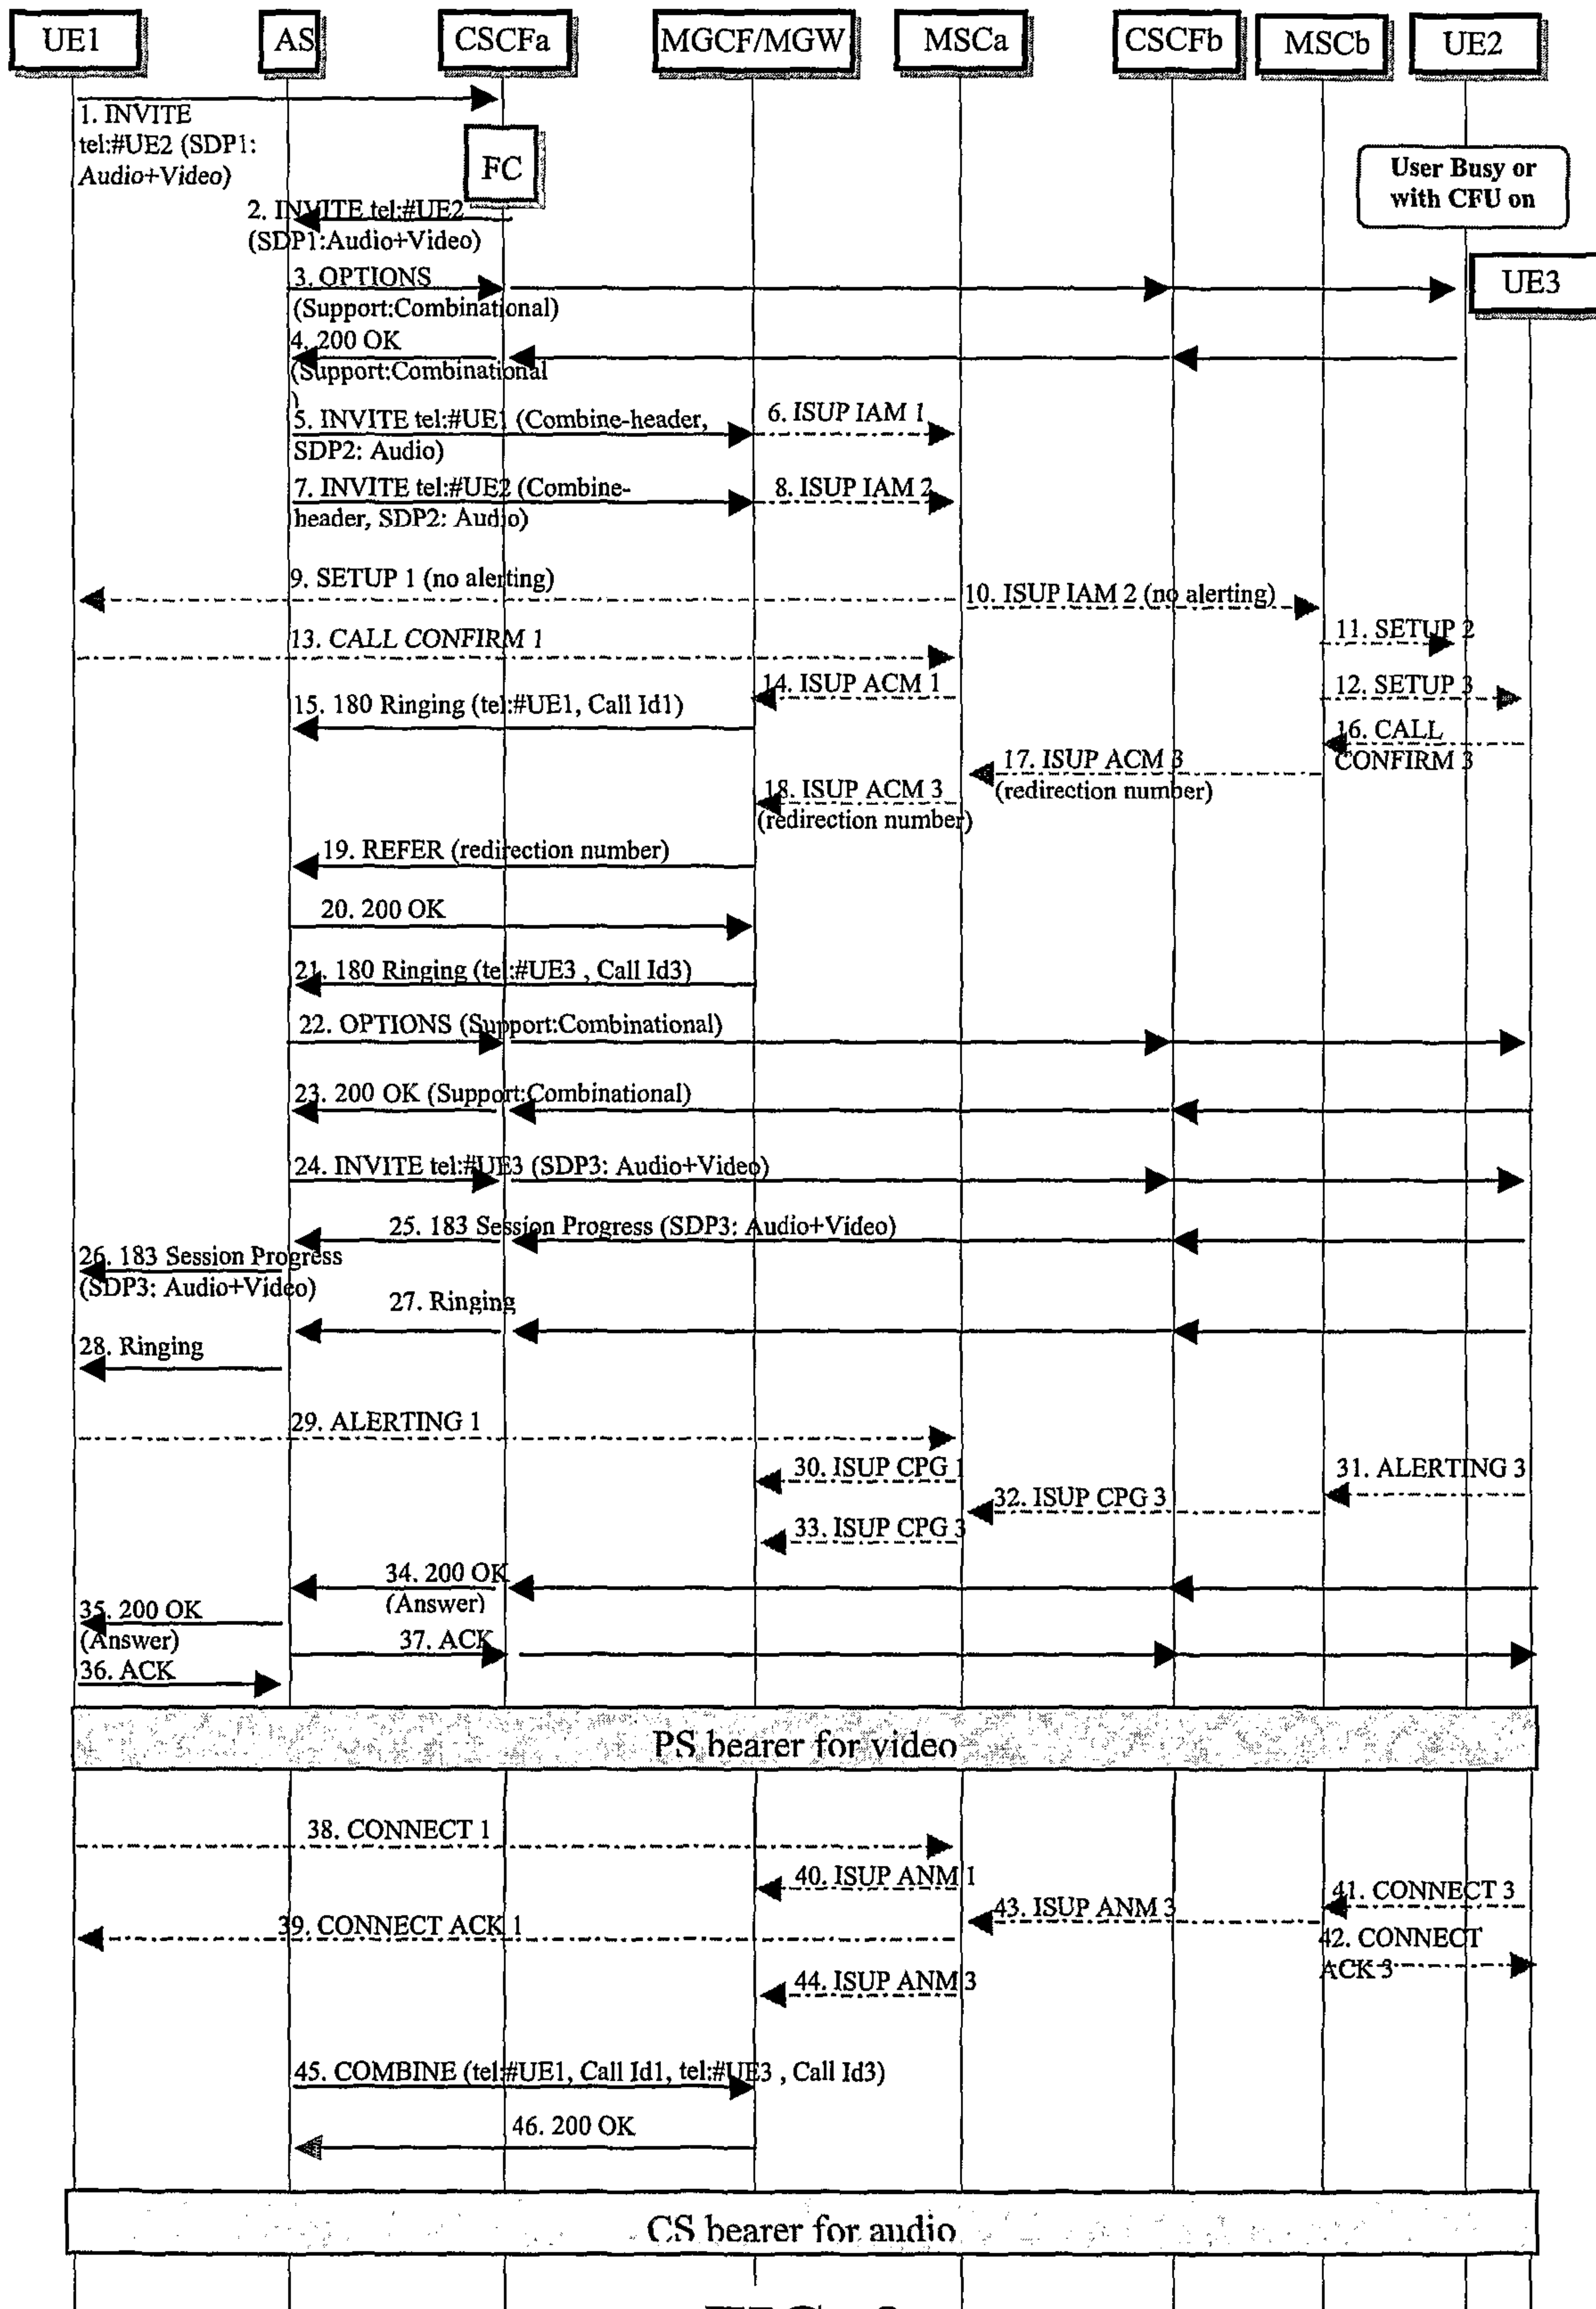 UE1
AS
CSCFa
MGCF/MGW
MSCa
CSCFb
MSCb
UE2
1. INVITE
tel:#UE2 (SDP1:
Audio+Video)
FC
User Busy or
with CFU on
2. INVITE tel:#UE2
(SDP1:Audio+Video)
UE3
3. OPTIONS
(Support:Combinational)
4. 200 OK
(Support:Combinational
)
5. INVITE tel:#UE1 (Combine-header,
SDP2: Audio)
6. ISUP IAM 1
7. INVITE tel:#UE2 (Combine-
header, SDP2: Audio)
8. ISUP IAM 2
9. SETUP 1 (no alerting)
10. ISUP IAM 2 (no alerting)
11. SETUP 2
13. CALL CONFIRM 1
14. ISUP ACM 1
12. SETUP 3
15. 180 Ringing (tel:#UE1, Call Id1)
16. CALL
CONFIRM 3
17. ISUP ACM 3
(redirection number)
18. ISUP ACM 3
(redirection number)
19. REFER (redirection number)
20. 200 OK
21. 180 Ringing (tel:#UE3 , Call Id3)
22. OPTIONS (Support:Combinational)
23. 200 OK (Support:Combinational)
24. INVITE tel:#UE3 (SDP3: Audio+Video)
25. 183 Session Progress (SDP3: Audio+Video)
26. 183 Session Progress
(SDP3: Audio+Video)
27. Ringing
28. Ringing
29. ALERTING 1
30. ISUP CPG 1
31. ALERTING 3
32. ISUP CPG 3
33. ISUP CPG 3
34. 200 OK
(Answer)
35. 200 OK
(Answer)
37. ACK
36. ACK
PS bearer for video
38. CONNECT 1
40. ISUP ANM 1
41. CONNECT 3
43. ISUP ANM 3
39. CONNECT ACK 1
42. CONNECT
ACK 3
44. ISUP ANM 3
45. COMBINE (tel:#UE1, Call Id1, tel:#UE3 , Call Id3)
46. 200 OK
CS bearer for audio